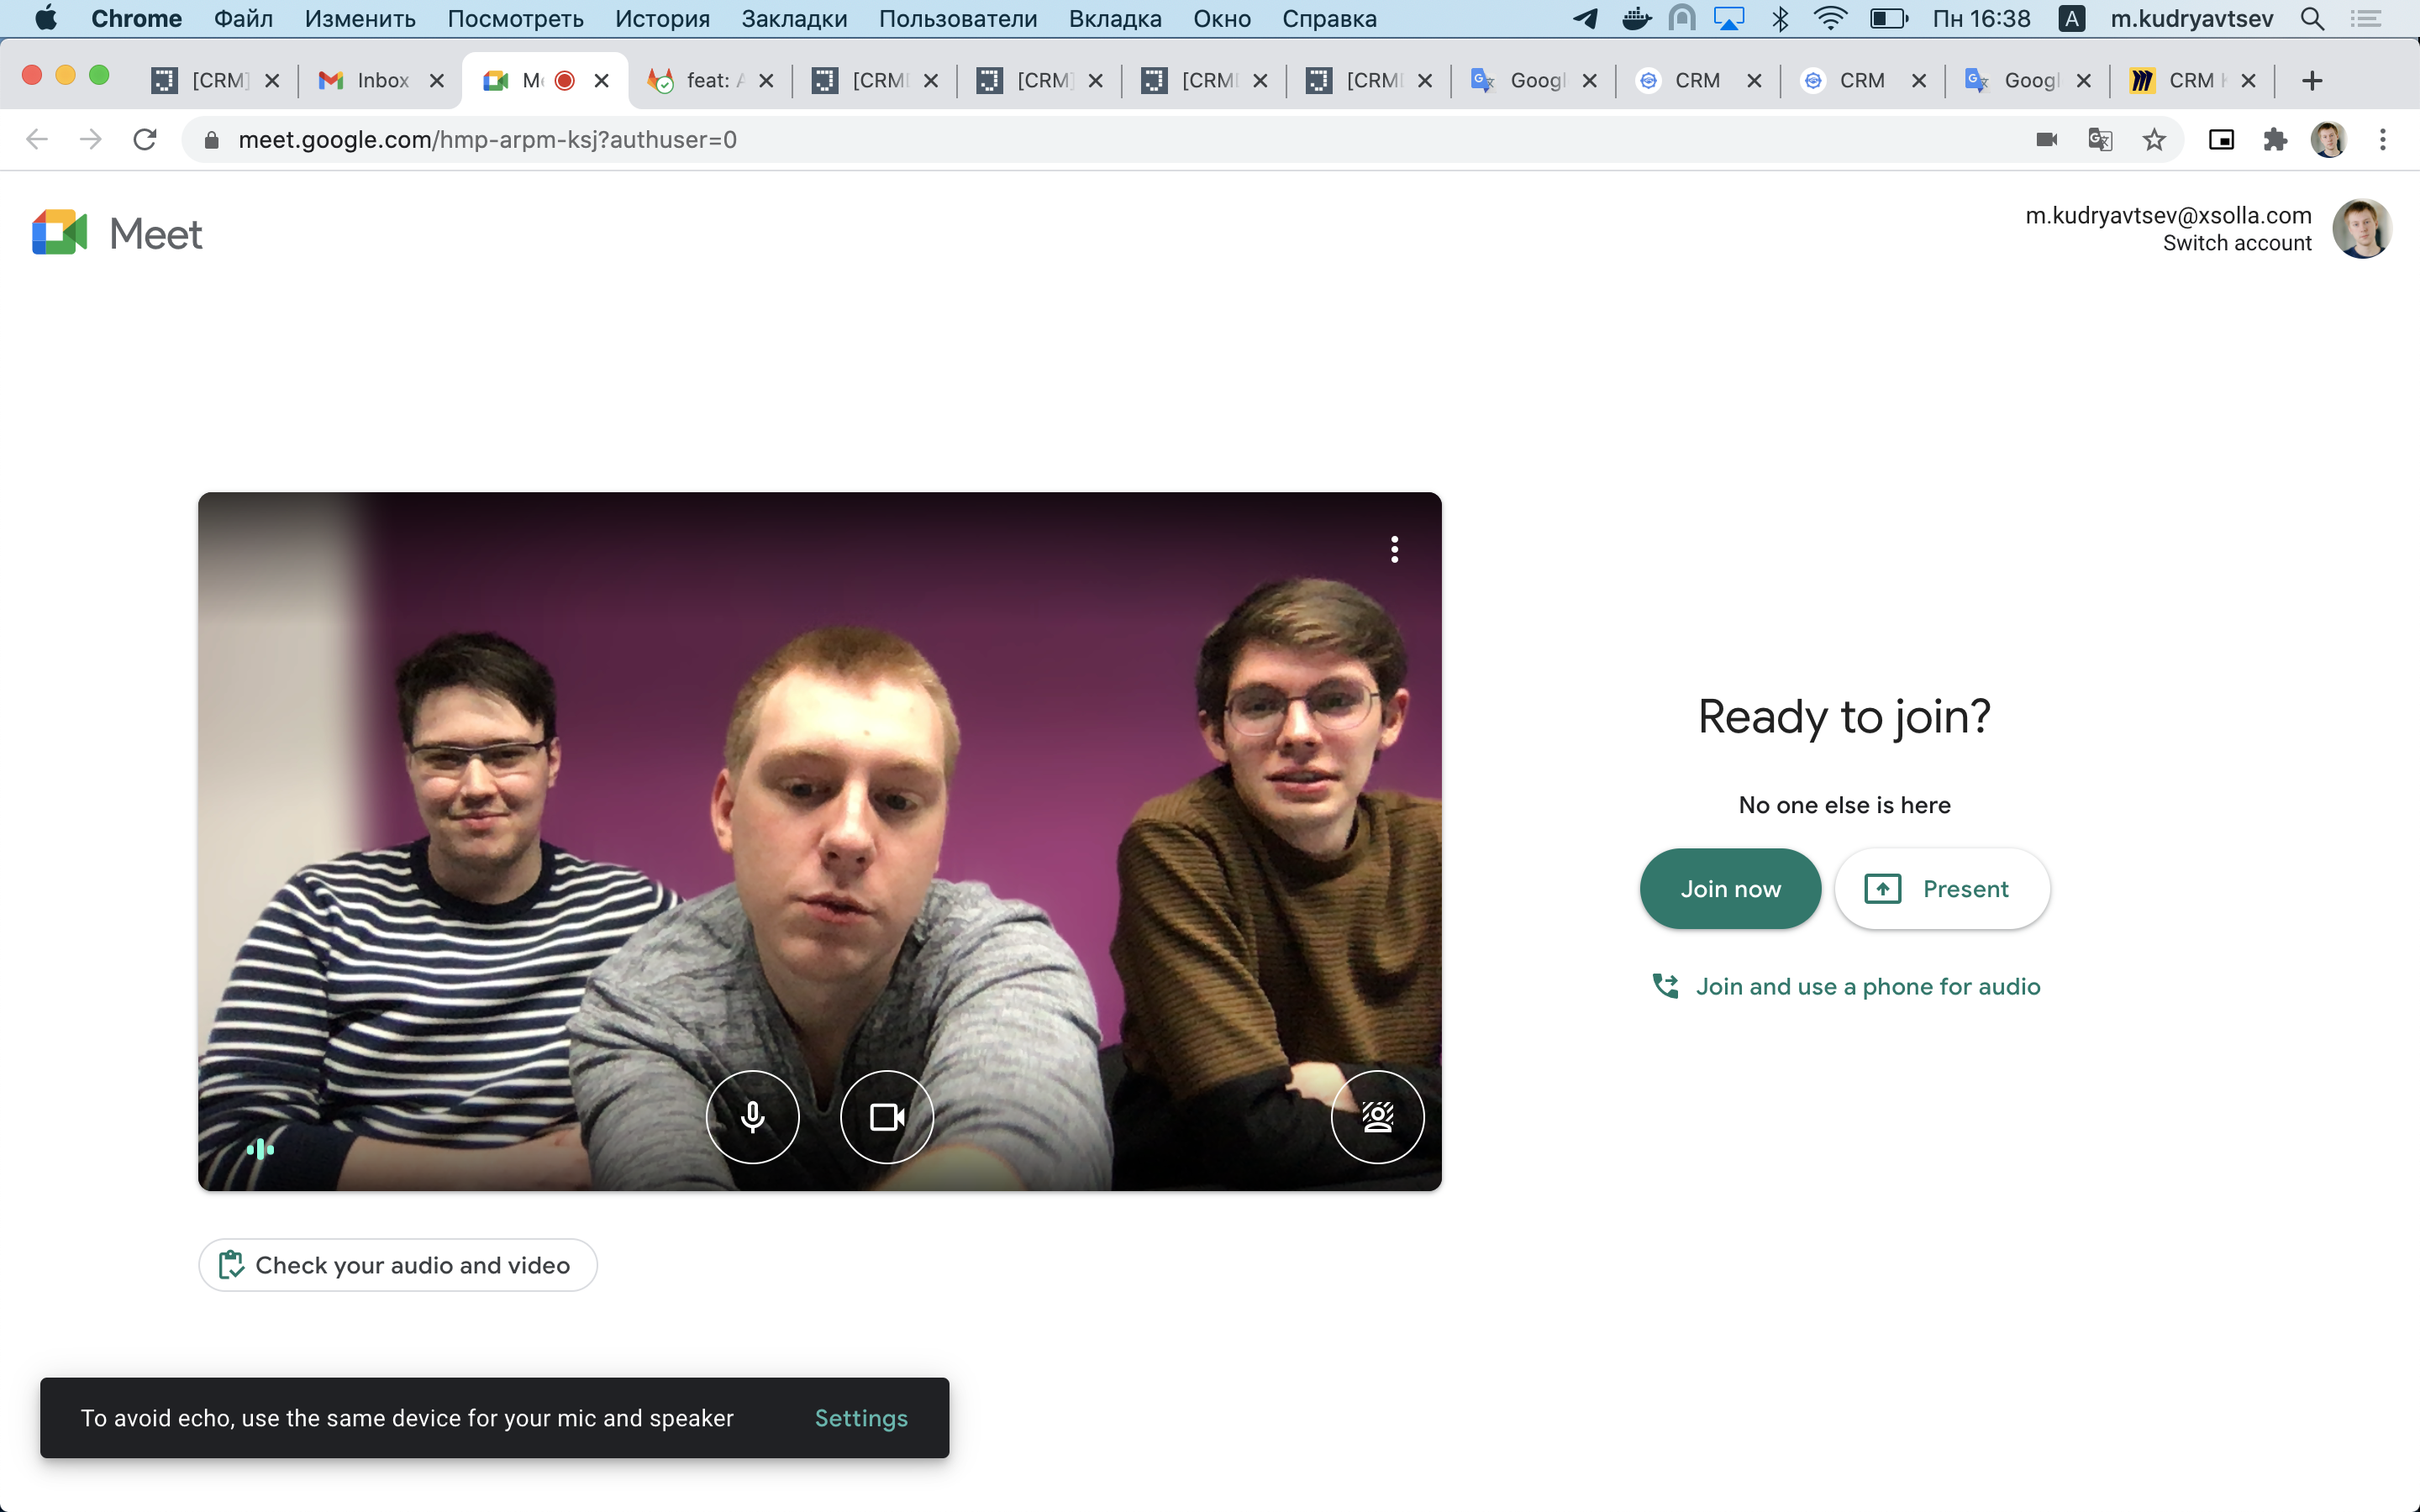 Chrome Файл Изменить Посмотреть История Закладки Пользователи Вкладка Окно Справка Пн 16:38 A m.kudryavtsev
[CRM] Inbox Me feat: A [CRM [CRM] [CRM [CRM Googl CRM CRM Googl CRM
meet.google.com/hmp-arpm-ksj?authuser=0
Meet
m.kudryavtsev@xsolla.com
Switch account
Ready to join?
No one else is here
Join now Present
Join and use a phone for audio
Check your audio and video
To avoid echo, use the same device for your mic and speaker Settings